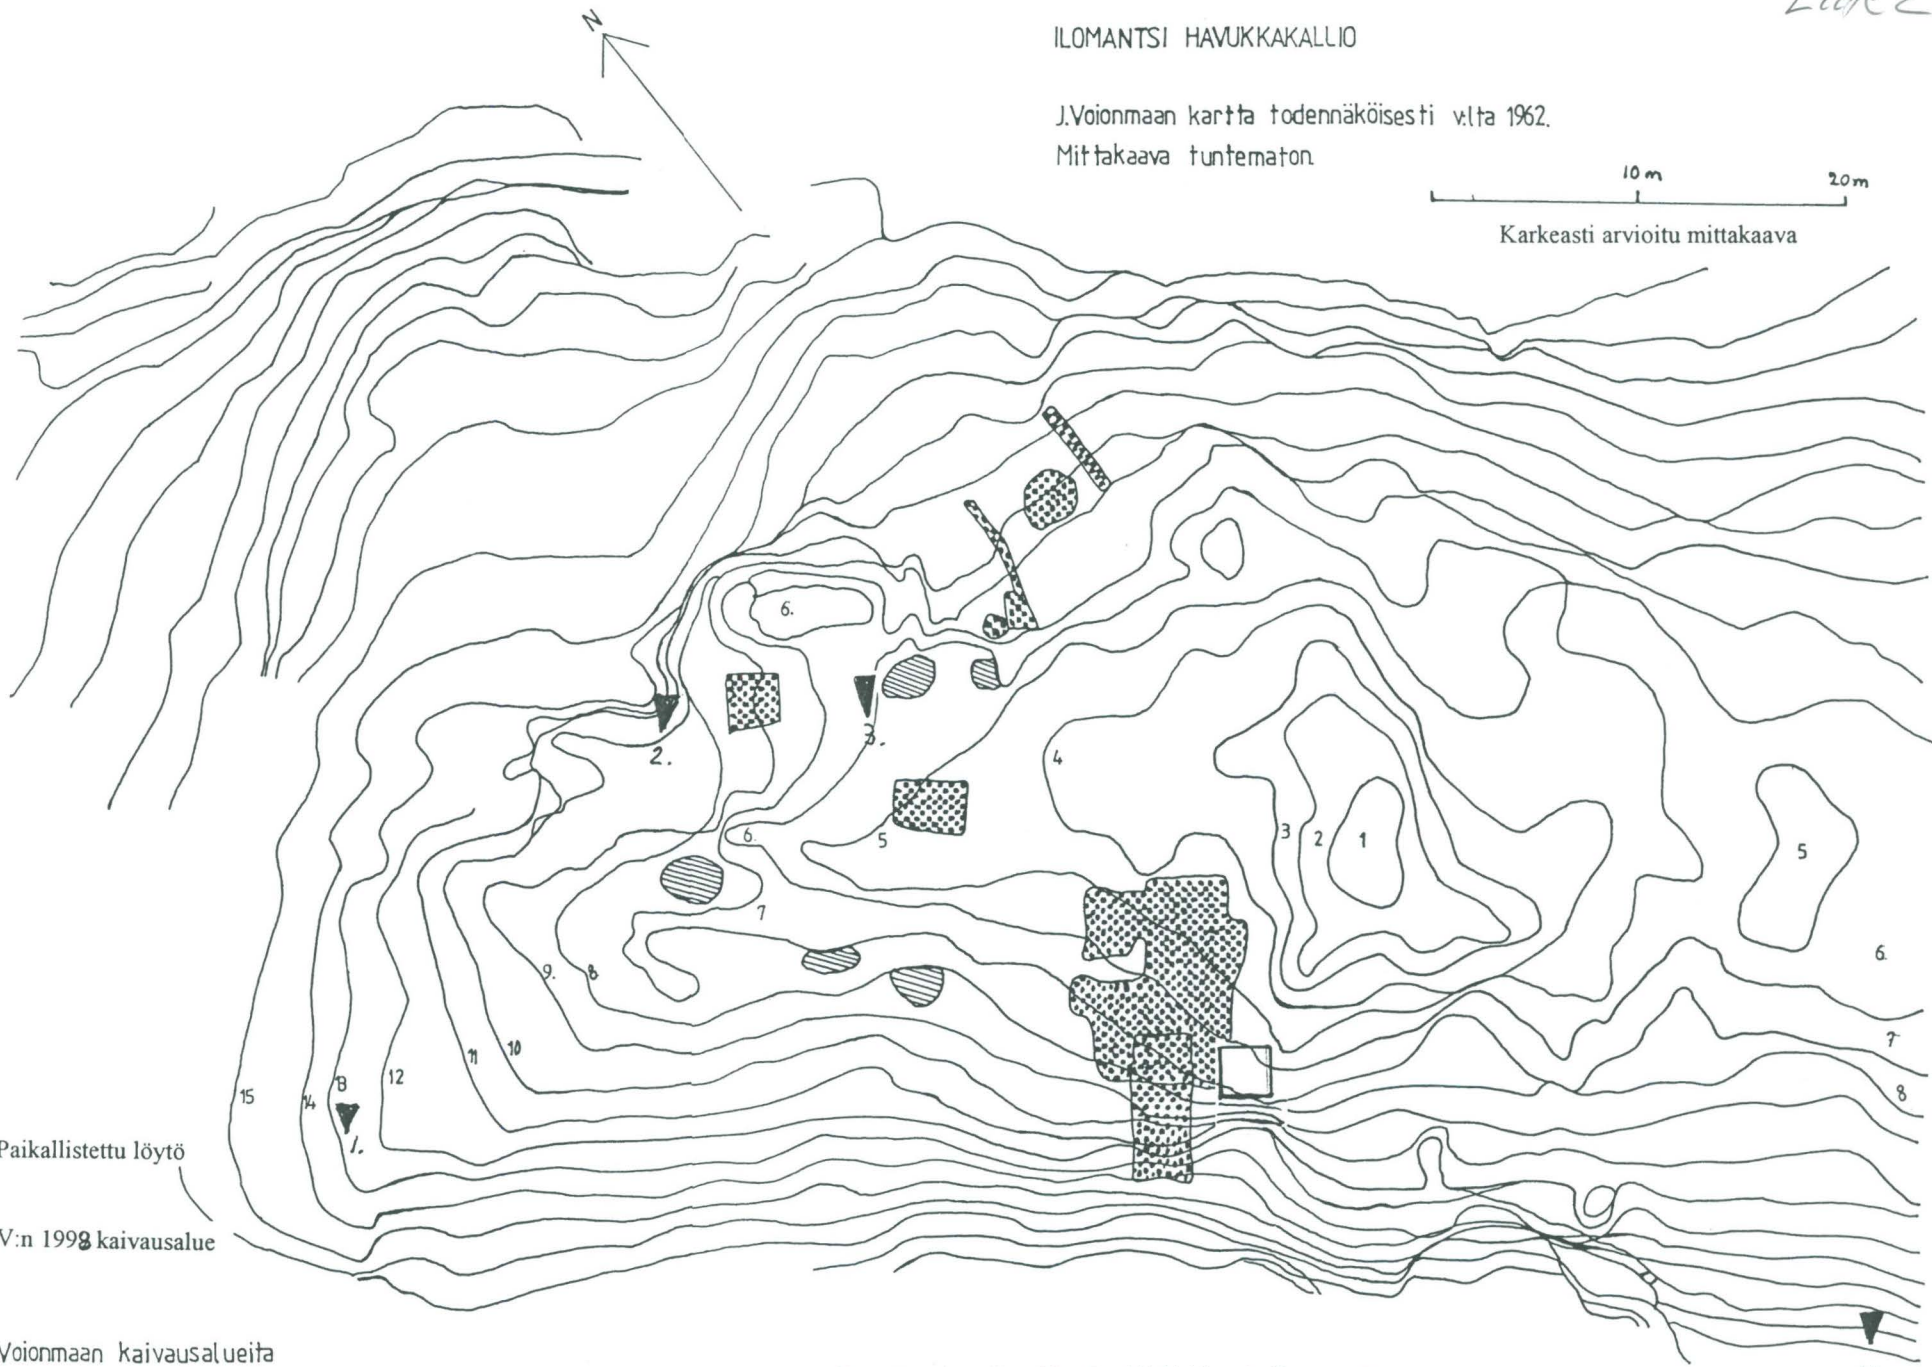 N
ILOMANTSI HAVUKKAKALLIO
J.Voionmaan kartta todennäköisesti v:lta 1962.
Mittakaava tuntematon
10 m
20 m
Karkeasti arvioitu mittakaava
6.
2.
3.
4
3
2
1
5
5
6.
6.
7
9.
8
7
8
11
10
12
13
14
15
1.
Paikallistettu löytö
V:n 1998 kaivausalue
Voionmaan kaivausalueita